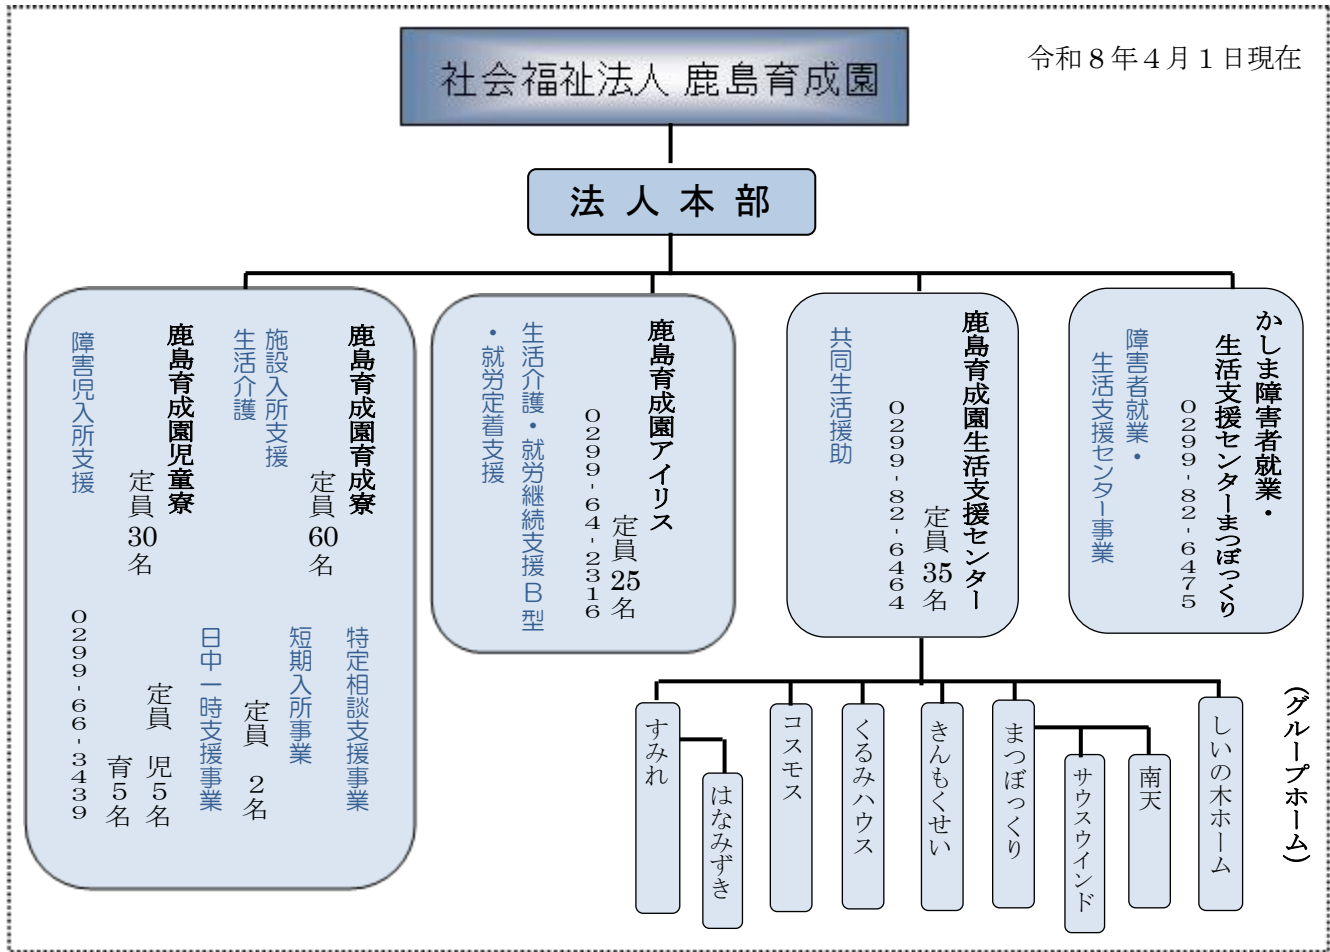 令和８年４月１日現在
社会福祉法人 鹿島育成園
法人本部
かしま障害者就業・
生活支援センターまつぼっくり
０２９９‐８２‐６４７５
障害者就業・
生活支援センター事業
鹿島育成園生活支援センター
定員 35名
０２９９‐８２‐６４６４
共同生活援助
鹿島育成園アイリス
定員 25名
０２９９‐６４‐２３１６
生活介護・就労継続支援Ｂ型
・就労定着支援
鹿島育成園育成寮
定員 60名
施設入所支援
生活介護
鹿島育成園児童寮
定員 30名
障害児入所支援
特定相談支援事業
短期入所事業
定員 ２名
日中一時支援事業
定員 児５名
育５名
０２９９‐６６‐３４３９
(グループホーム)
しいの木ホーム
南天
サウスウインド
まつぼっくり
きんもくせい
くるみハウス
コスモス
はなみずき
すみれ